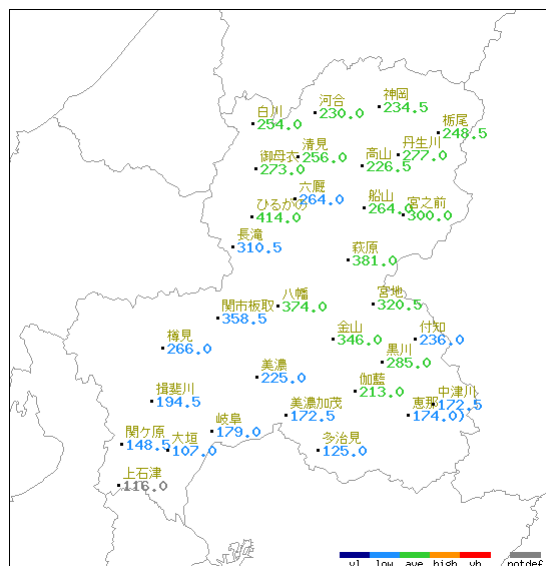 神岡
234.5
河合
230.0
白川
254.0
栃尾
248.5
丹生川
277.0
清見
256.0
高山
226.5
御母衣
273.0
六厩
264.0
船山
264.0
宮之前
300.0
ひるがの
414.0
長滝
310.5
萩原
381.0
宮地
320.5
八幡
374.0
関市板取
358.5
金山
346.0
付知
236.0
樽見
266.0
黒川
285.0
美濃
225.0
伽藍
213.0
中津川
172.5
恵那
174.0)
揖斐川
194.5
美濃加茂
172.5
岐阜
179.0
関ケ原
148.5
大垣
107.0
多治見
125.0
上石津
116.0
vl low ave high vh notdef